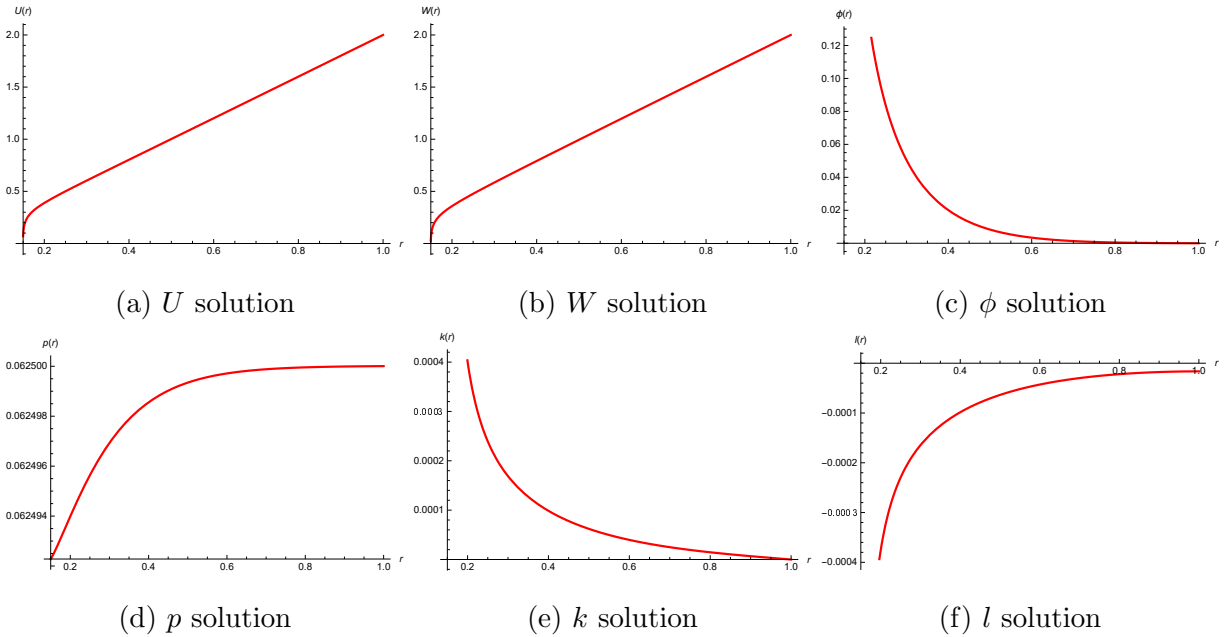 U(r) W(r) ϕ(r)
2.0 2.0 0.12
0.10
1.5 1.5
0.08
1.0 1.0 0.06
0.04
0.5 0.5
0.02
0.2 0.4 0.6 0.8 1.0 r 0.2 0.4 0.6 0.8 1.0 r 0.4 0.6 0.8 1.0 r
(a) U solution (b) W solution (c) ϕ solution
p(r) k(r) l(r)
0.062500 0.0004 0.2 0.4 0.6 0.8 1.0 r
0.062498 0.0003 -0.0001
0.062496 0.0002 -0.0002
0.062494 0.0001 -0.0003
-0.0004
0.2 0.4 0.6 0.8 1.0 r 0.2 0.4 0.6 0.8 1.0 r
(d) p solution (e) k solution (f) l solution